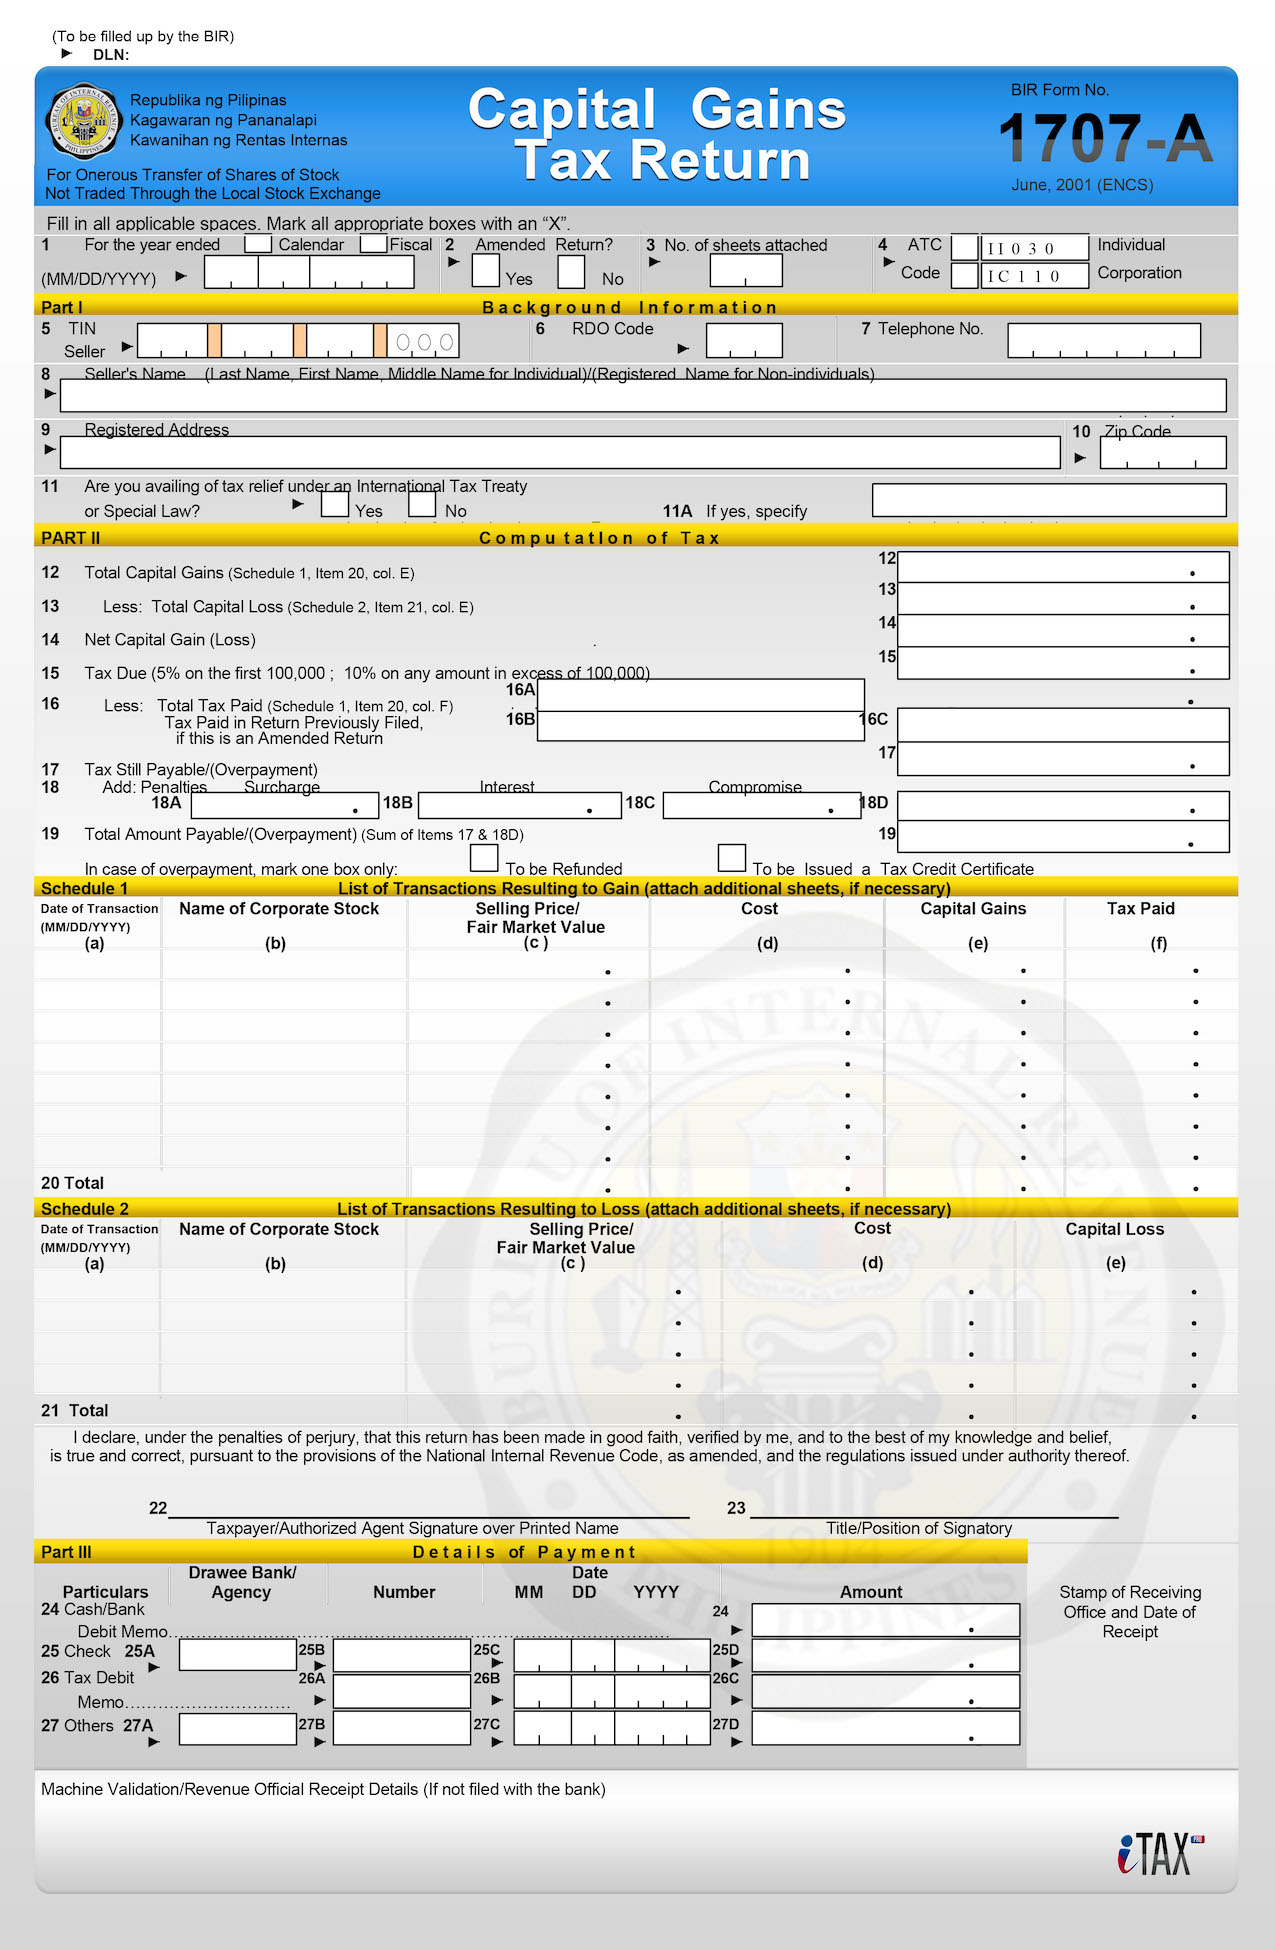 (To be filled up by the BIR)
DLN:
Republika ng Pilipinas
Kagawaran ng Pananalapi
Kawanihan ng Rentas Internas
For Onerous Transfer of Shares of Stock
Not Traded Through the Local Stock Exchange
Capital Gains
Tax Return
BIR Form No.
1707-A
June, 2001 (ENCS)
Fill in all applicable spaces. Mark all appropriate boxes with an “X”.
1 For the year ended Calendar Fiscal
(MM/DD/YYYY)
2 Amended Return?
Yes No
3 No. of sheets attached
4 ATC II 0 3 0 Individual
Code IC 1 1 0 Corporation
Part I Background Information
5 TIN
Seller 0 0 0
6 RDO Code
7 Telephone No.
8 Seller's Name (Last Name, First Name, Middle Name for Individual)/(Registered Name for Non-individuals)
9 Registered Address
10 Zip Code
11 Are you availing of tax relief under an International Tax Treaty
or Special Law? Yes No 11A If yes, specify
PART II Computation of Tax
12 Total Capital Gains (Schedule 1, Item 20, col. E) 12
13 Less: Total Capital Loss (Schedule 2, Item 21, col. E) 13
14 Net Capital Gain (Loss) 14
15 Tax Due (5% on the first 100,000 ; 10% on any amount in excess of 100,000) 15
16 Less: Total Tax Paid (Schedule 1, Item 20, col. F) 16A
Tax Paid in Return Previously Filed, 16B 16C
if this is an Amended Return
17 Tax Still Payable/(Overpayment) 17
18 Add: Penalties Surcharge Interest Compromise
18A 18B 18C 18D
19 Total Amount Payable/(Overpayment) (Sum of Items 17 & 18D) 19
In case of overpayment, mark one box only: To be Refunded To be Issued a Tax Credit Certificate
Schedule 1 List of Transactions Resulting to Gain (attach additional sheets, if necessary)
Date of Transaction Name of Corporate Stock Selling Price/ Cost Capital Gains Tax Paid
(MM/DD/YYYY) Fair Market Value
(a) (b) (c ) (d) (e) (f)
20 Total
Schedule 2 List of Transactions Resulting to Loss (attach additional sheets, if necessary)
Date of Transaction Name of Corporate Stock Selling Price/ Cost Capital Loss
(MM/DD/YYYY) Fair Market Value
(a) (b) (c ) (d) (e)
21 Total
I declare, under the penalties of perjury, that this return has been made in good faith, verified by me, and to the best of my knowledge and belief,
is true and correct, pursuant to the provisions of the National Internal Revenue Code, as amended, and the regulations issued under authority thereof.
22 23
Taxpayer/Authorized Agent Signature over Printed Name Title/Position of Signatory
Part III Details of Payment
Drawee Bank/ Date
Particulars Agency Number MM DD YYYY Amount
24 Cash/Bank 24
Debit Memo
25 Check 25A 25B 25C 25D
26 Tax Debit 26A 26B 26C
Memo
27 Others 27A 27B 27C 27D
Stamp of Receiving
Office and Date of
Receipt
Machine Validation/Revenue Official Receipt Details (If not filed with the bank)
iTAX PRO
BUREAU OF INTERNAL REVENUE
1904
PHILIPPINES